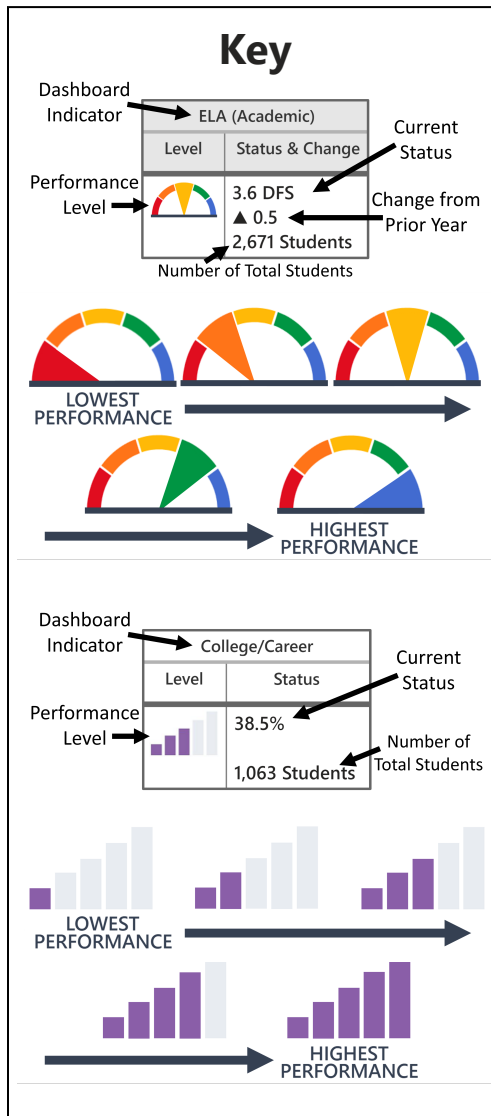 Key
Dashboard
Indicator
ELA (Academic)
Level
Status & Change
Current
Status
Performance
Level
3.6 DFS
▲ 0.5
2,671 Students
Change from
Prior Year
Number of Total Students
LOWEST
PERFORMANCE
HIGHEST
PERFORMANCE
Dashboard
Indicator
College/Career
Level
Status
Current
Status
Performance
Level
38.5%
1,063 Students
Number of
Total Students
LOWEST
PERFORMANCE
HIGHEST
PERFORMANCE